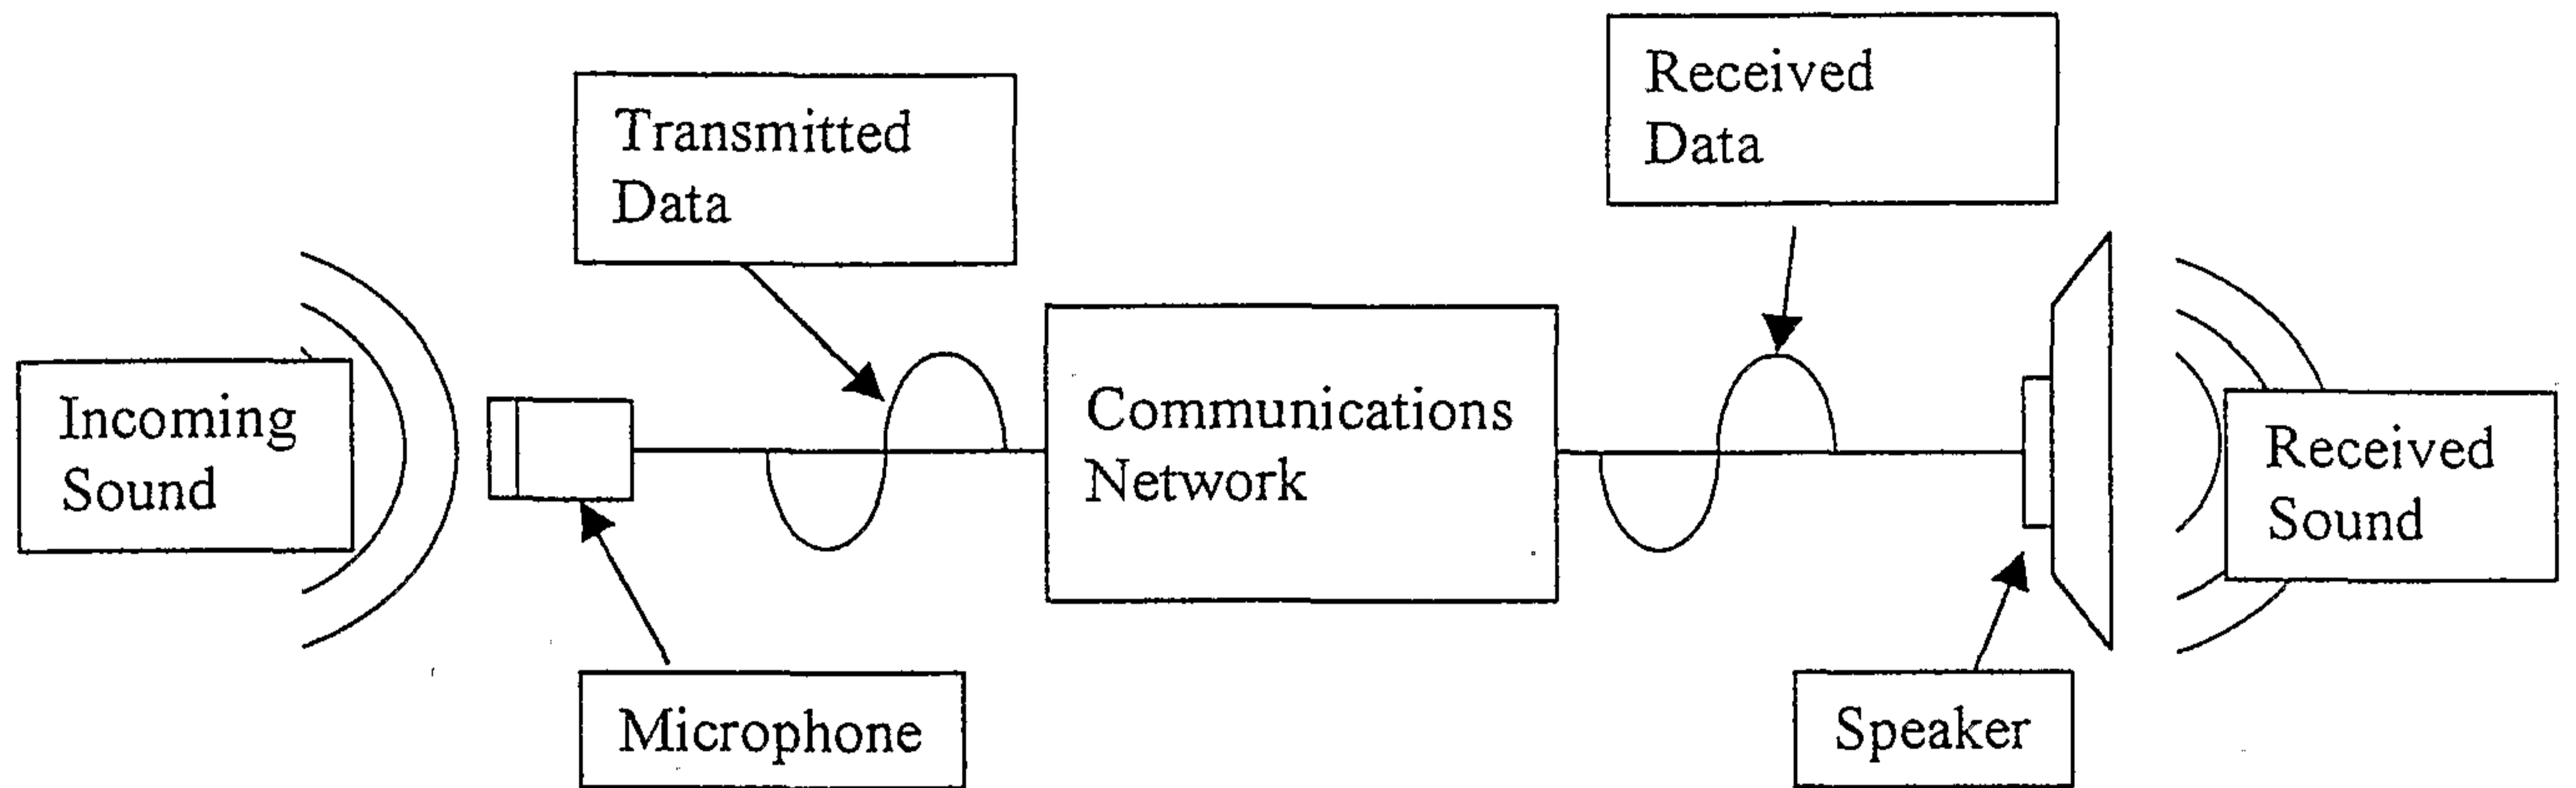 Transmitted
Data
Received
Data
Incoming
Sound
Communications
Network
Received
Sound
Microphone
Speaker